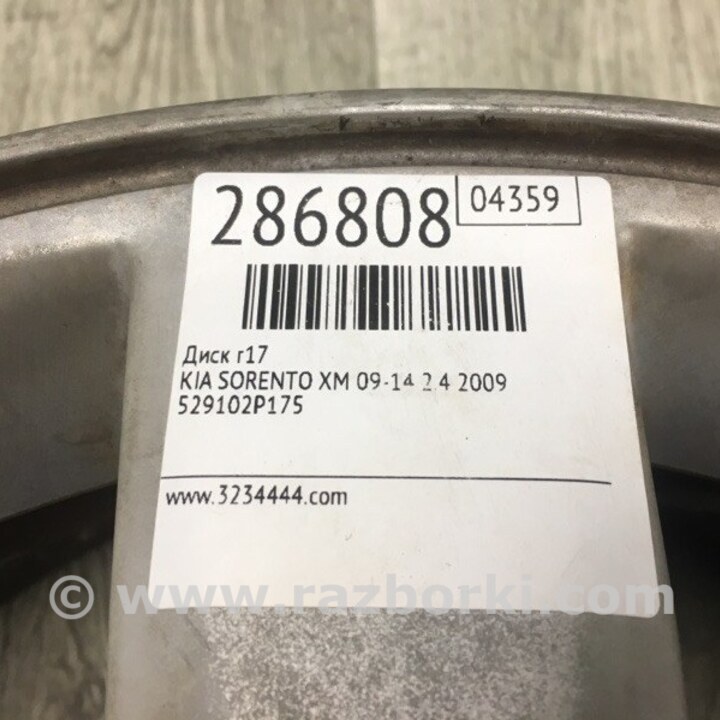 286808
04359
Диск r17
KIA SORENTO XM 09-14 2.4 2009
529102P175
www.3234444.com
© www.razborki.com